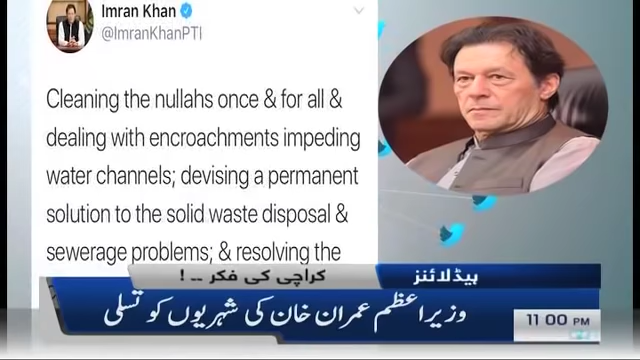 Imran Khan
@ImranKhanPTI
Cleaning the nullahs once & for all &
dealing with encroachments impeding
water channels; devising a permanent
solution to the solid waste disposal &
sewerage problems; & resolving the
ہیڈلائنز
کراچی کی فکر -- !
وزیراعظم عمران خان کی شہریوں کو تسلی
11:00 PM